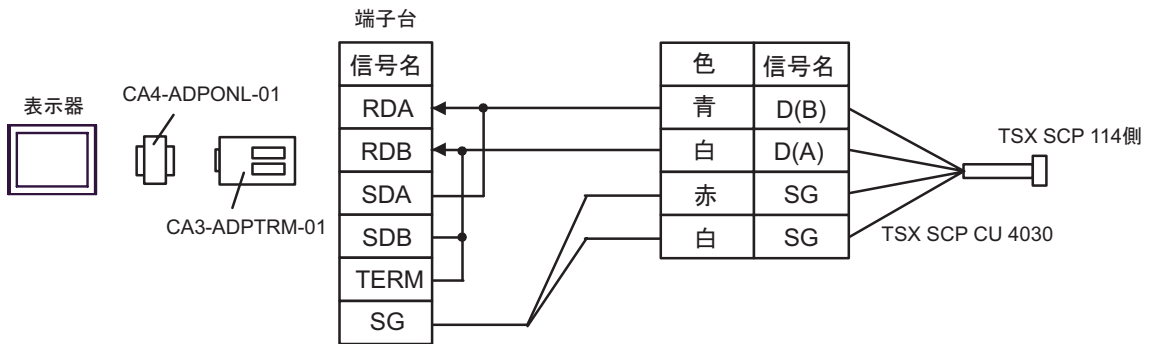 端子台
信号名
RDA
RDB
SDA
SDB
TERM
SG
表示器
CA4-ADPONL-01
CA3-ADPTRM-01
色 信号名
青 D(B)
白 D(A)
赤 SG
白 SG
TSX SCP 114側
TSX SCP CU 4030